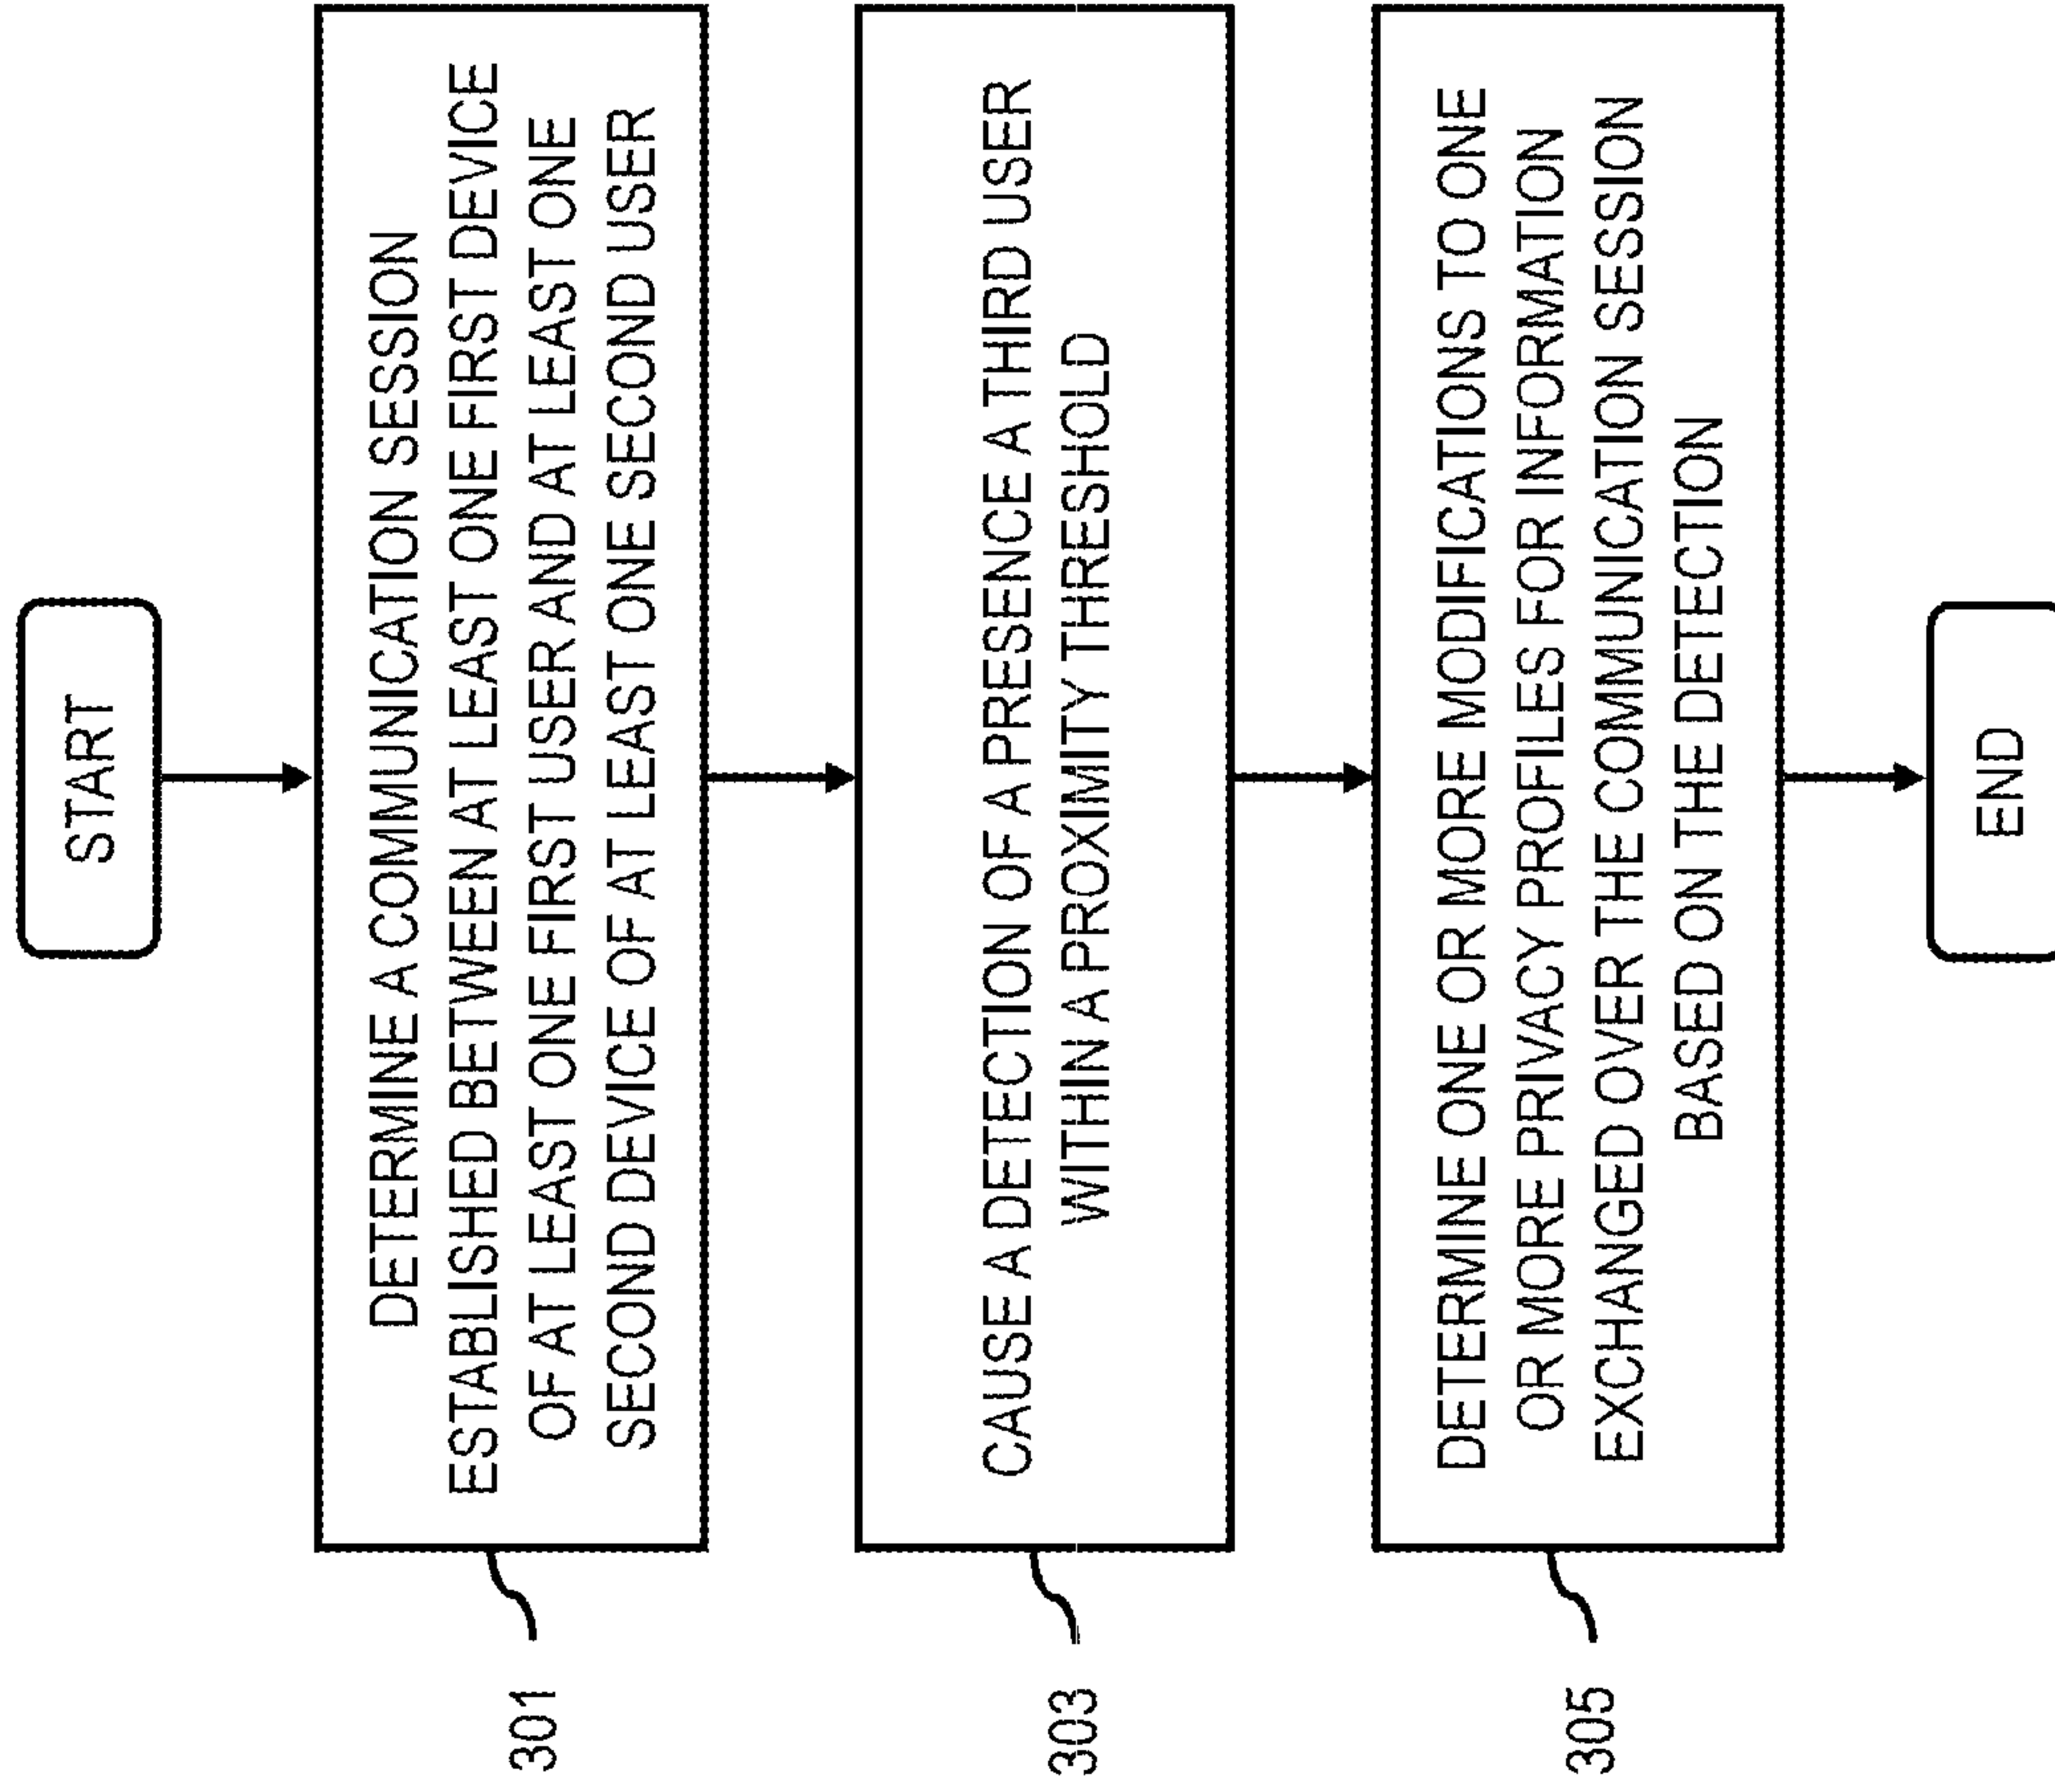 START
DETERMINE A COMMUNICATION SESSION
ESTABLISHED BETWEEN AT LEAST ONE FIRST DEVICE
OF AT LEAST ONE FIRST USER AND AT LEAST ONE
SECOND DEVICE OF AT LEAST ONE SECOND USER
301
CAUSE A DETECTION OF A PRESENCE A THIRD USER
WITHIN A PROXIMITY THRESHOLD
303
DETERMINE ONE OR MORE MODIFICATIONS TO ONE
OR MORE PRIVACY PROFILES FOR INFORMATION
EXCHANGED OVER THE COMMUNICATION SESSION
BASED ON THE DETECTION
305
END